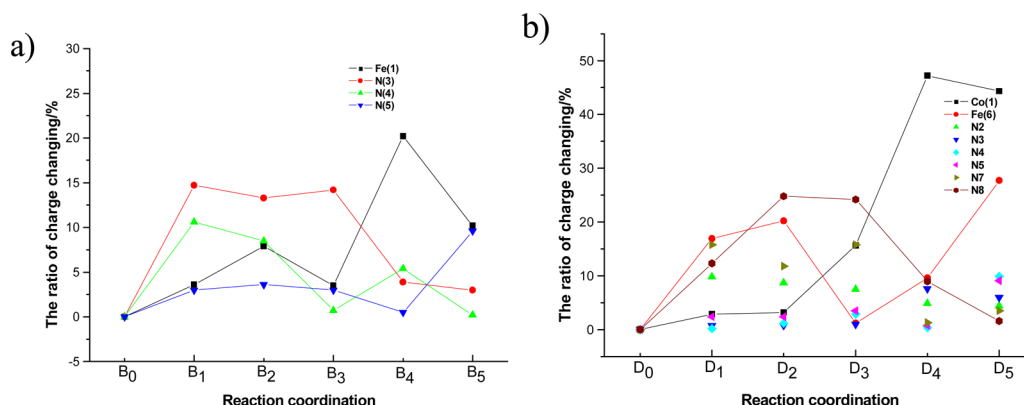 a)
The ratio of charge changing/%
30
25
20
15
10
5
0
-5
Fe(1)
N(3)
N(4)
N(5)
B0 B1 B2 B3 B4 B5
Reaction coordination
b)
The ratio of charge changing/%
50
40
30
20
10
0
Co(1)
Fe(6)
N2
N3
N4
N5
N7
N8
D0 D1 D2 D3 D4 D5
Reaction coordination